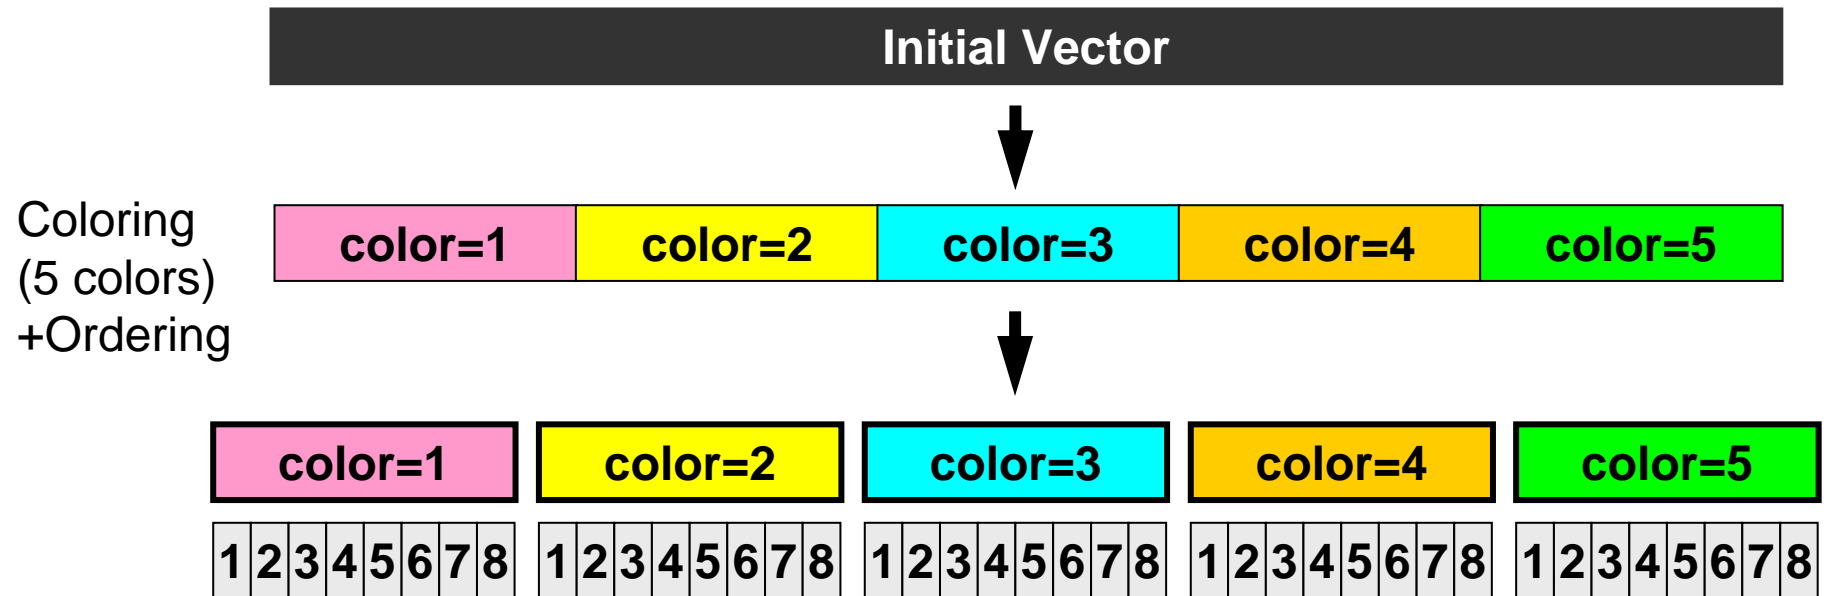 Initial Vector
Coloring
(5 colors)
+Ordering
color=1 color=2 color=3 color=4 color=5
color=1 color=2 color=3 color=4 color=5
1 2 3 4 5 6 7 8 1 2 3 4 5 6 7 8 1 2 3 4 5 6 7 8 1 2 3 4 5 6 7 8 1 2 3 4 5 6 7 8